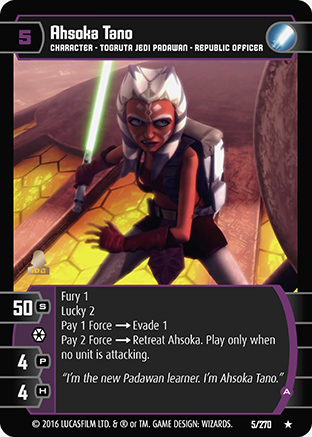 5
Ahsoka Tano
CHARACTER - TOGRUTA JEDI PADAWAN - REPUBLIC OFFICER
50 S
4 P
4 H
Fury 1
Lucky 2
Pay 1 Force → Evade 1
Pay 2 Force → Retreat Ahsoka. Play only when
no unit is attacking.
“I’m the new Padawan learner. I’m Ahsoka Tano.”
A
© 2016 LUCASFILM LTD. & ® OR TM. GAME DESIGN: WIZARDS.
5/270 ★